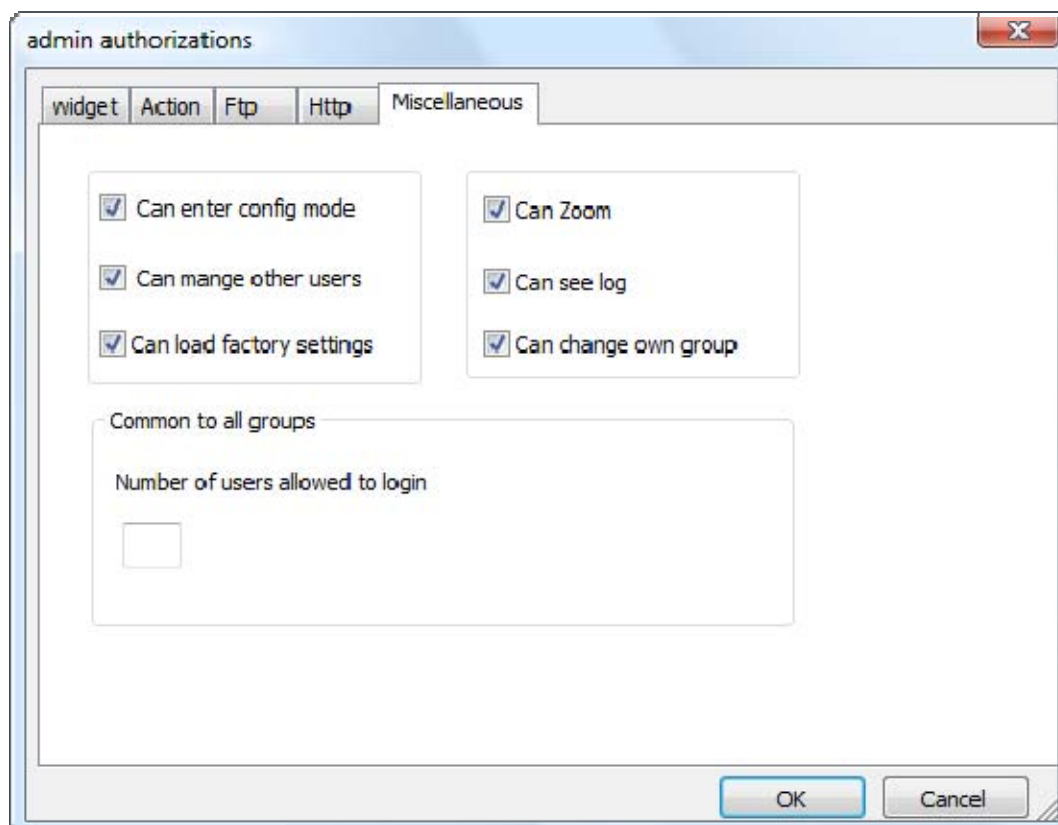 admin authorizations
widget Action Ftp Http Miscellaneous
Can enter config mode
Can mange other users
Can load factory settings
Can Zoom
Can see log
Can change own group
Common to all groups
Number of users allowed to login
OK Cancel